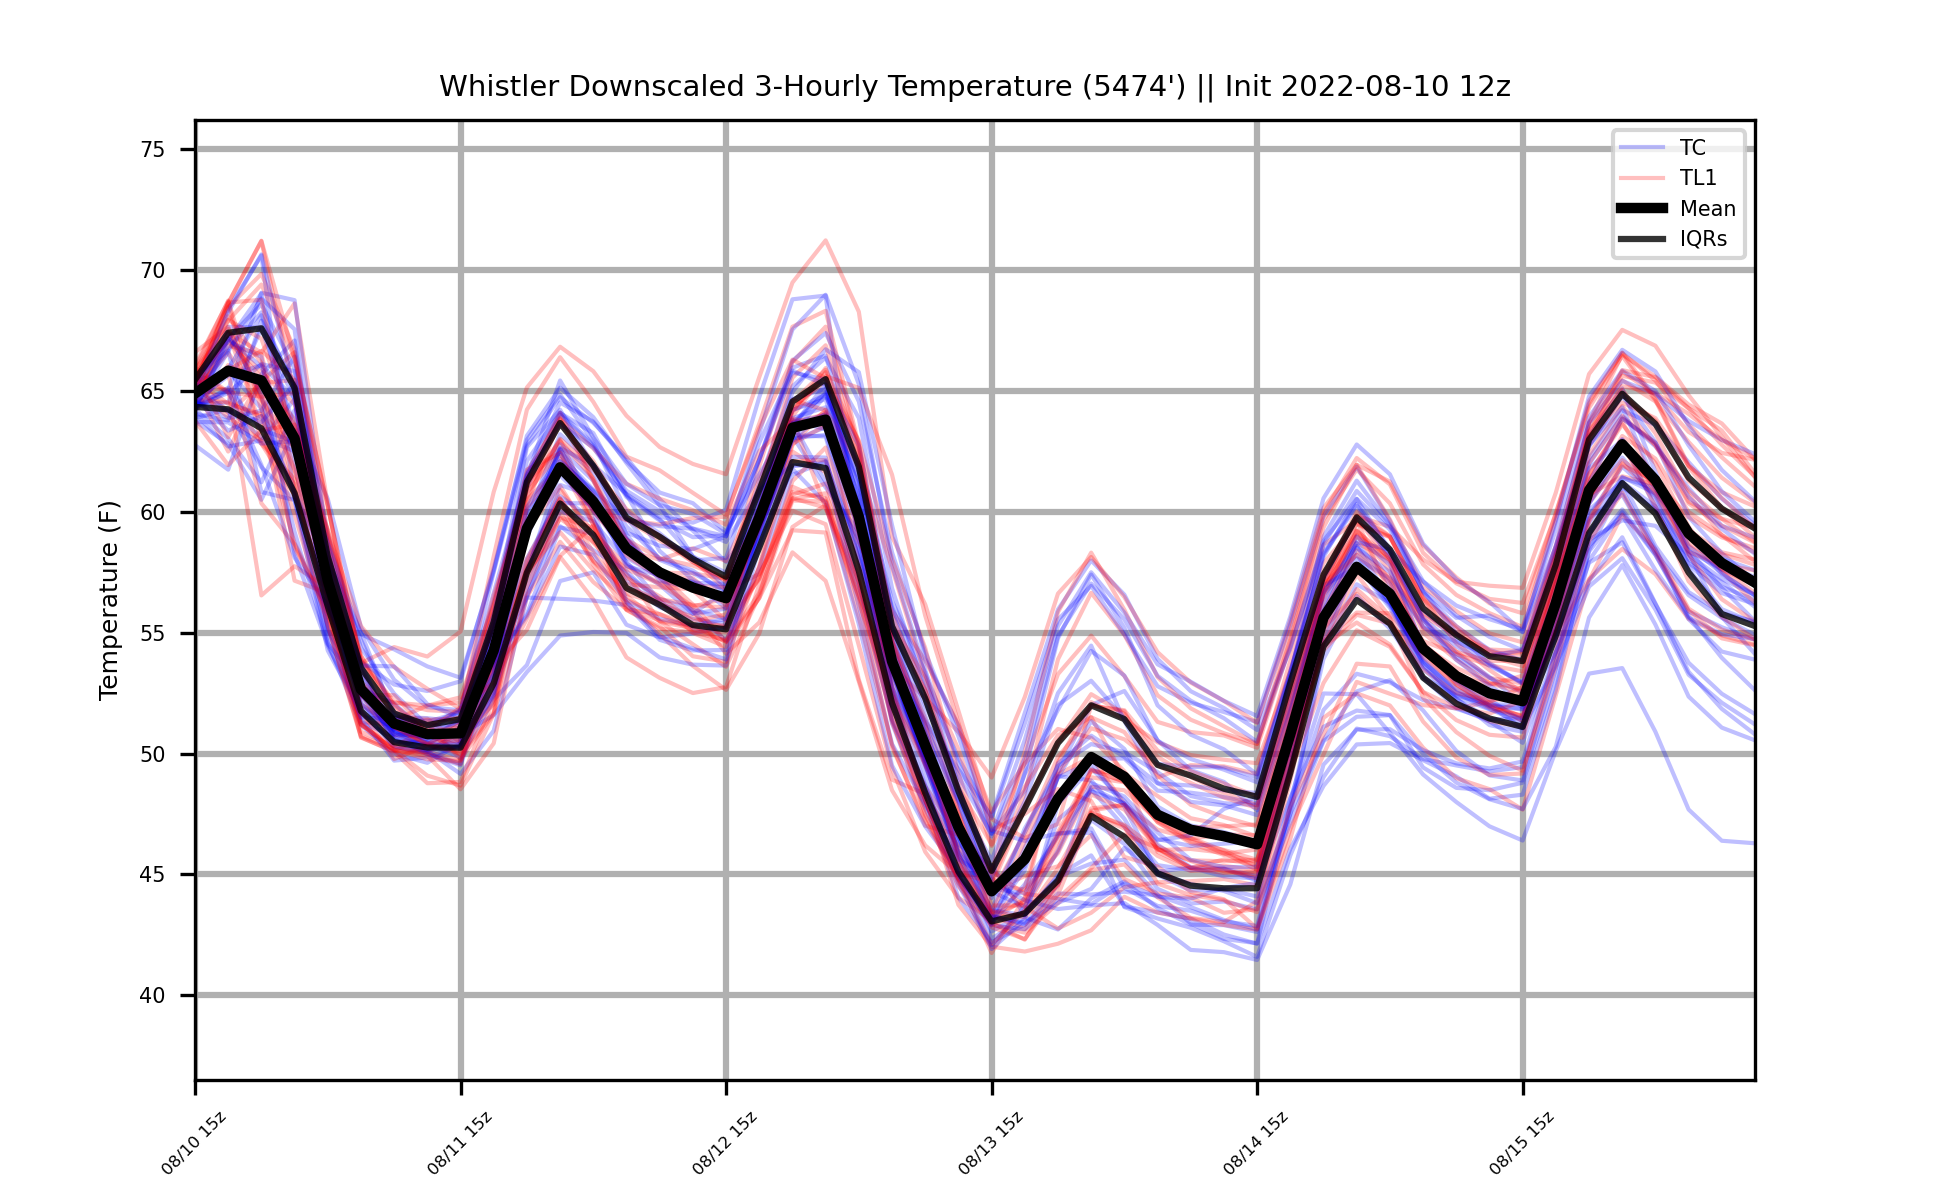 Whistler Downscaled 3-Hourly Temperature (5474') || Init 2022-08-10 12z
TC
TL1
Mean
IQRs
Temperature (F)
75
70
65
60
55
50
45
40
08/10 15z
08/11 15z
08/12 15z
08/13 15z
08/14 15z
08/15 15z